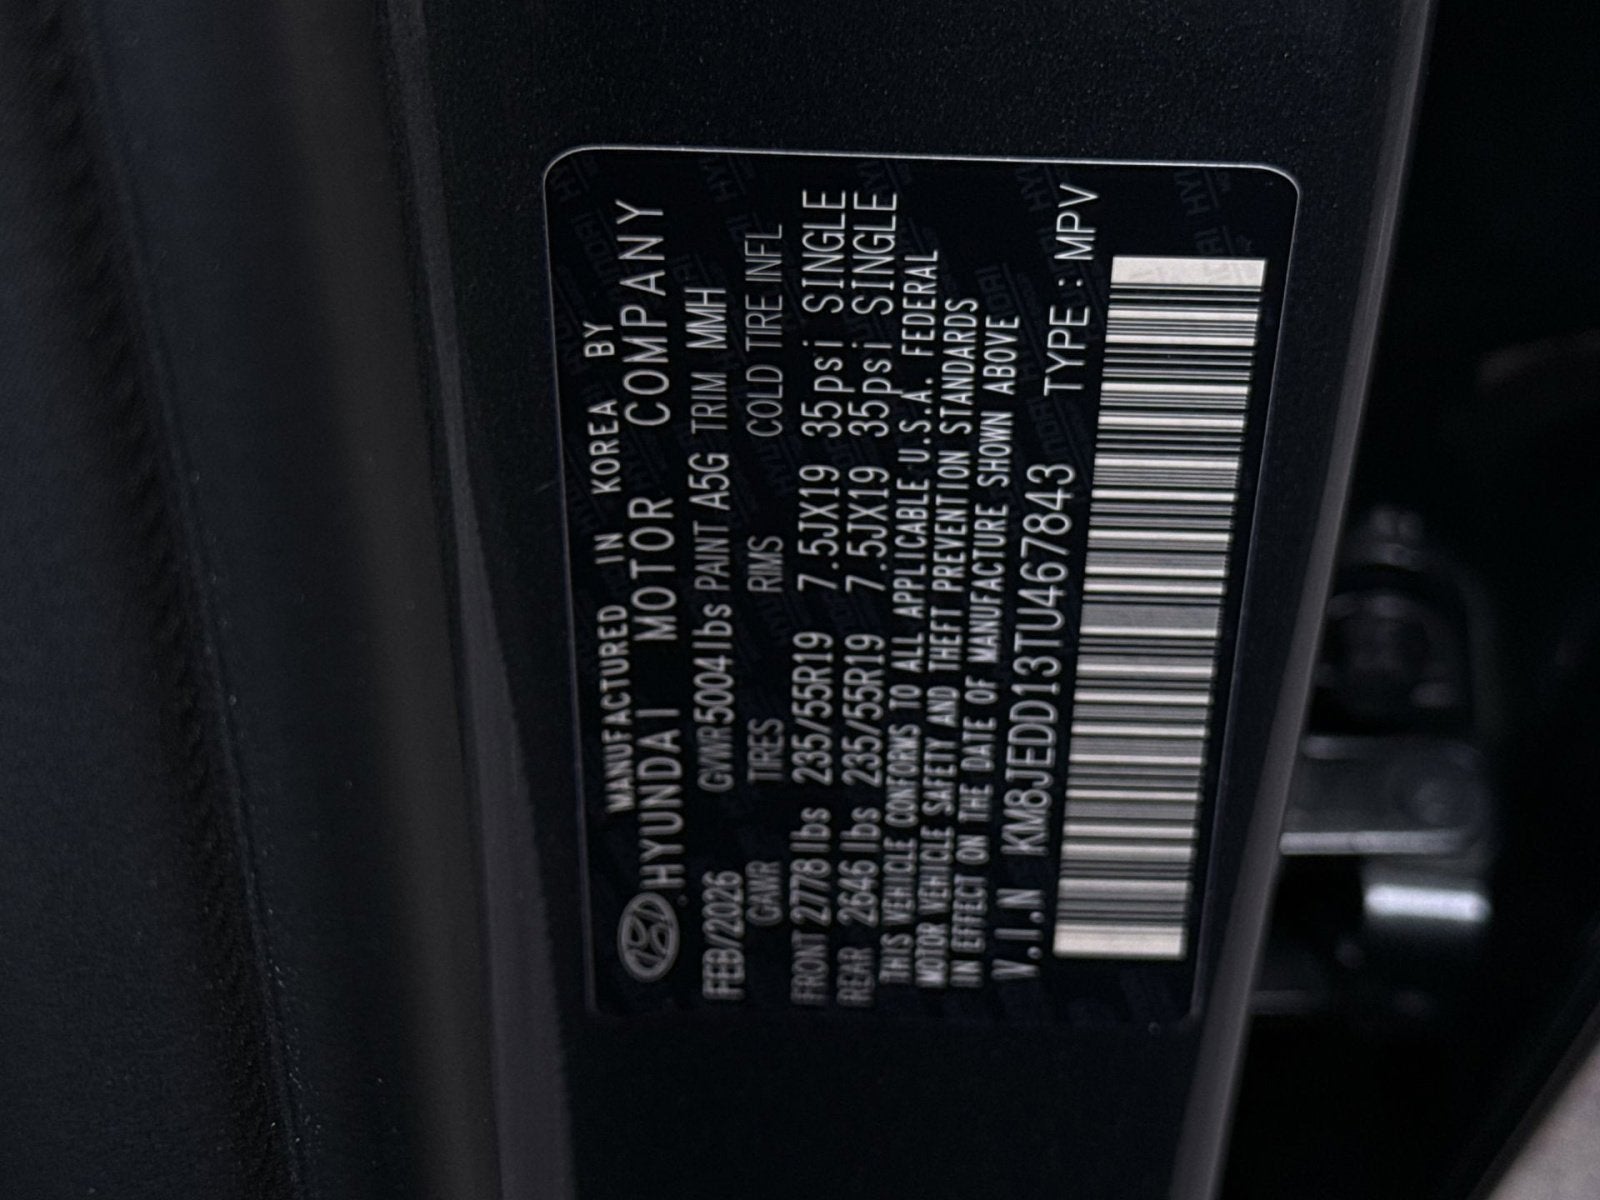 MANUFACTURED IN KOREA BY
HYUNDAI MOTOR COMPANY
FEB/2026 GVWR5004lbs PAINT A5G TRIM MMH
GAWR TIRES RIMS COLD TIRE INFL
FRONT 2778 lbs 235/55R19 7.5JX19 35psi SINGLE
REAR 2646 lbs 235/55R19 7.5JX19 35psi SINGLE
THIS VEHICLE CONFORMS TO ALL APPLICABLE U.S.A. FEDERAL
MOTOR VEHICLE SAFETY AND THEFT PREVENTION STANDARDS
IN EFFECT ON THE DATE OF MANUFACTURE SHOWN ABOVE
V.I.N KM8JEDD13TU467843 TYPE:MPV